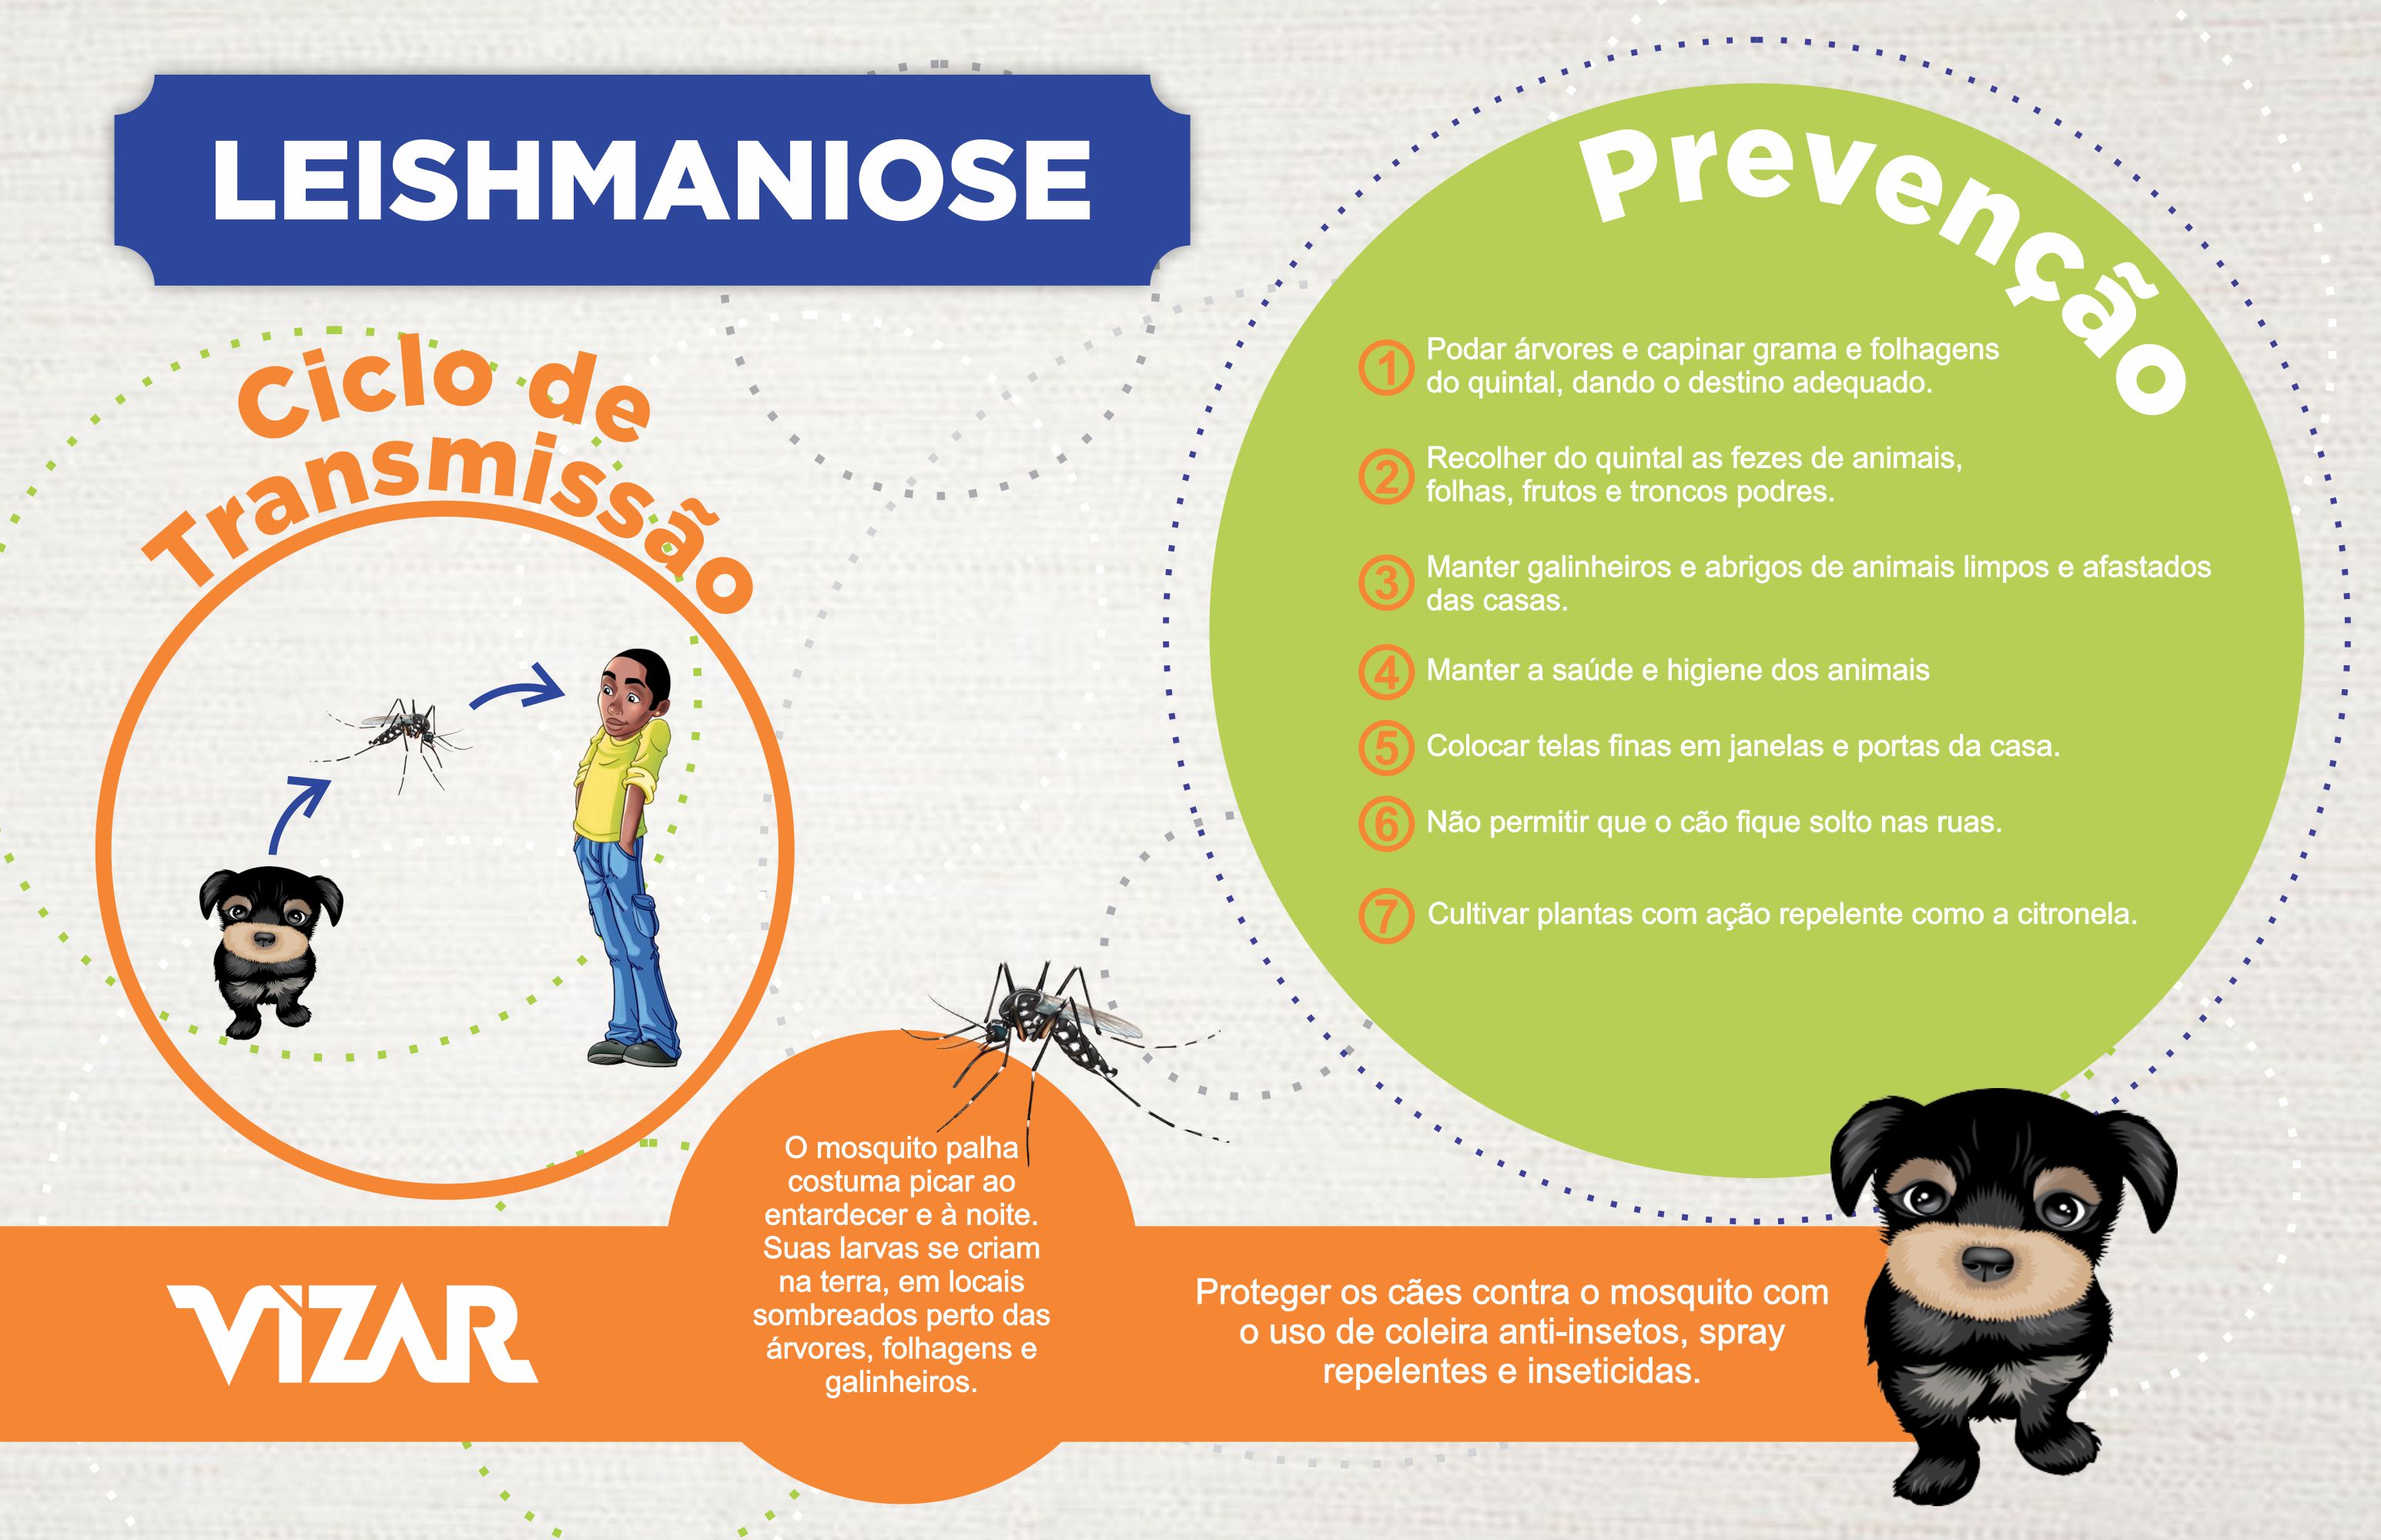 LEISHMANIOSE
Ciclo de
Transmissão
Prevenção
1 Podar árvores e capinar grama e folhagens
do quintal, dando o destino adequado.
2 Recolher do quintal as fezes de animais,
folhas, frutos e troncos podres.
3 Manter galinheiros e abrigos de animais limpos e afastados
das casas.
4 Manter a saúde e higiene dos animais
5 Colocar telas finas em janelas e portas da casa.
6 Não permitir que o cão fique solto nas ruas.
7 Cultivar plantas com ação repelente como a citronela.
O mosquito palha
costuma picar ao
entardecer e à noite.
Suas larvas se criam
na terra, em locais
sombreados perto das
árvores, folhagens e
galinheiros.
VIZAR
Proteger os cães contra o mosquito com
o uso de coleira anti-insetos, spray
repelentes e inseticidas.